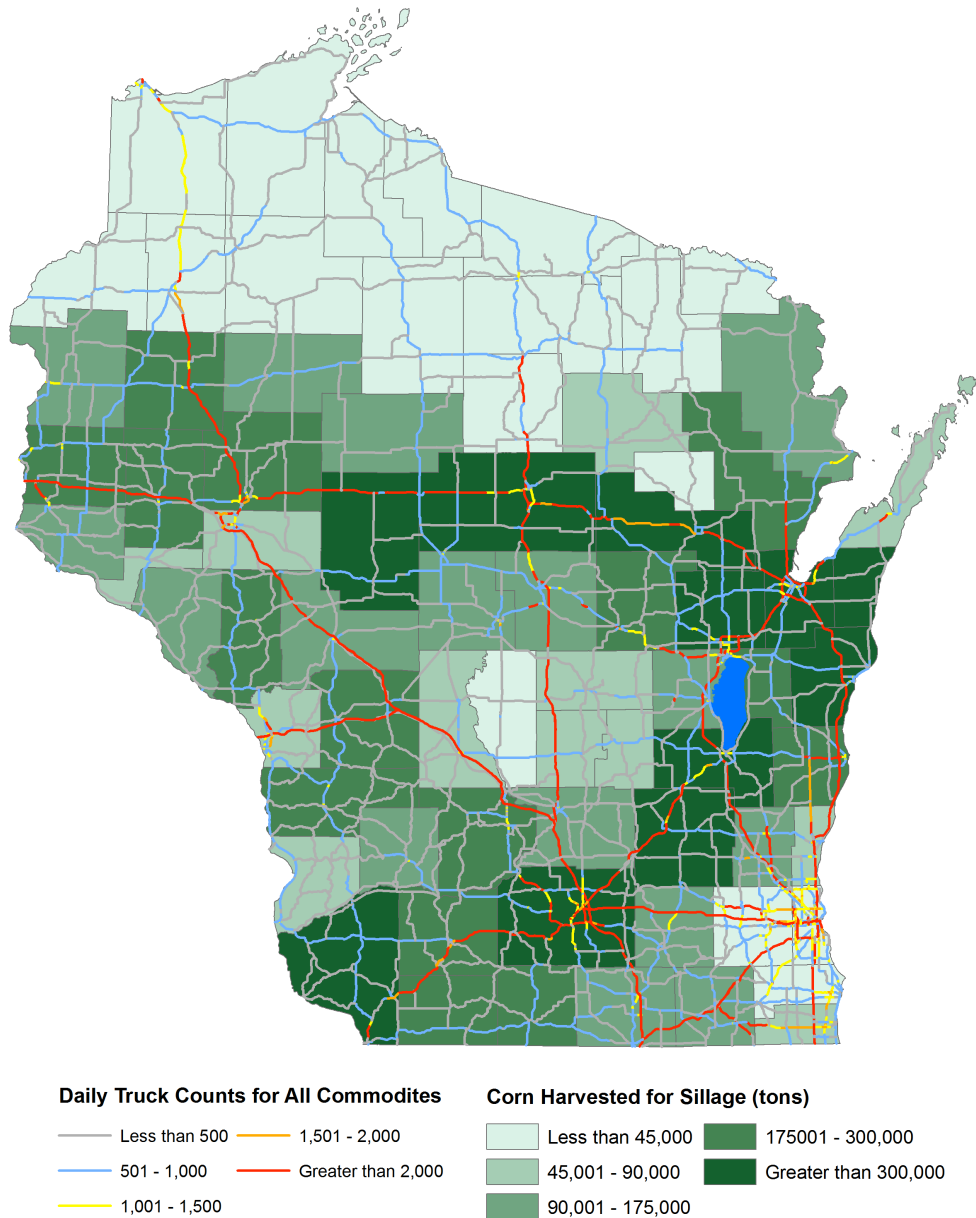 Daily Truck Counts for All Commodites
Less than 500
501 - 1,000
1,001 - 1,500
1,501 - 2,000
Greater than 2,000
Corn Harvested for Sillage (tons)
Less than 45,000
45,001 - 90,000
90,001 - 175,000
175001 - 300,000
Greater than 300,000